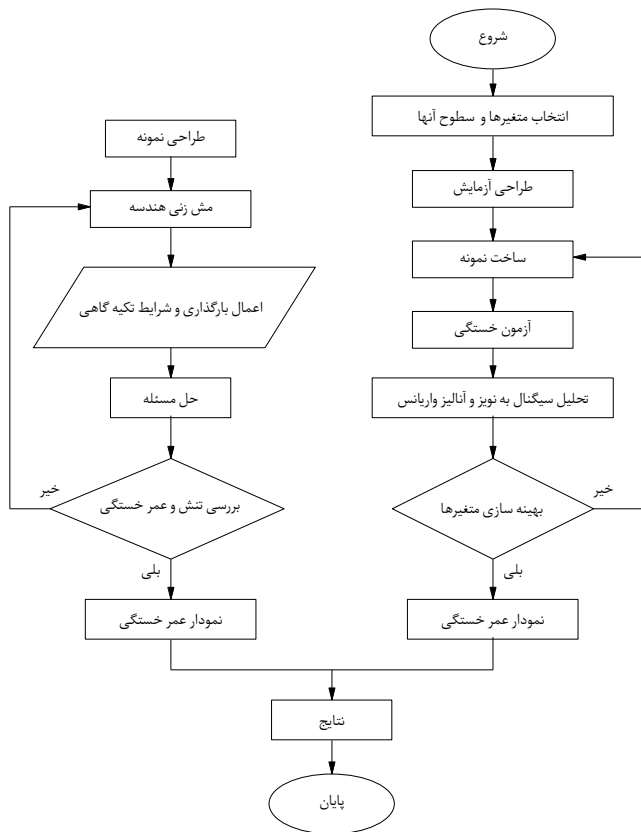 شروع
انتخاب متغیرها و سطوح آنها
طراحی آزمایش
ساخت نمونه
آزمون خستگی
تحلیل سیگنال به نویز و آنالیز واریانس
بهینه سازی متغیرها
خیر
بلی
نمودار عمر خستگی
طراحی نمونه
مش زنی هندسه
اعمال بارگذاری و شرایط تکیه گاهی
حل مسئله
بررسی تنش و عمر خستگی
خیر
بلی
نمودار عمر خستگی
نتایج
پایان